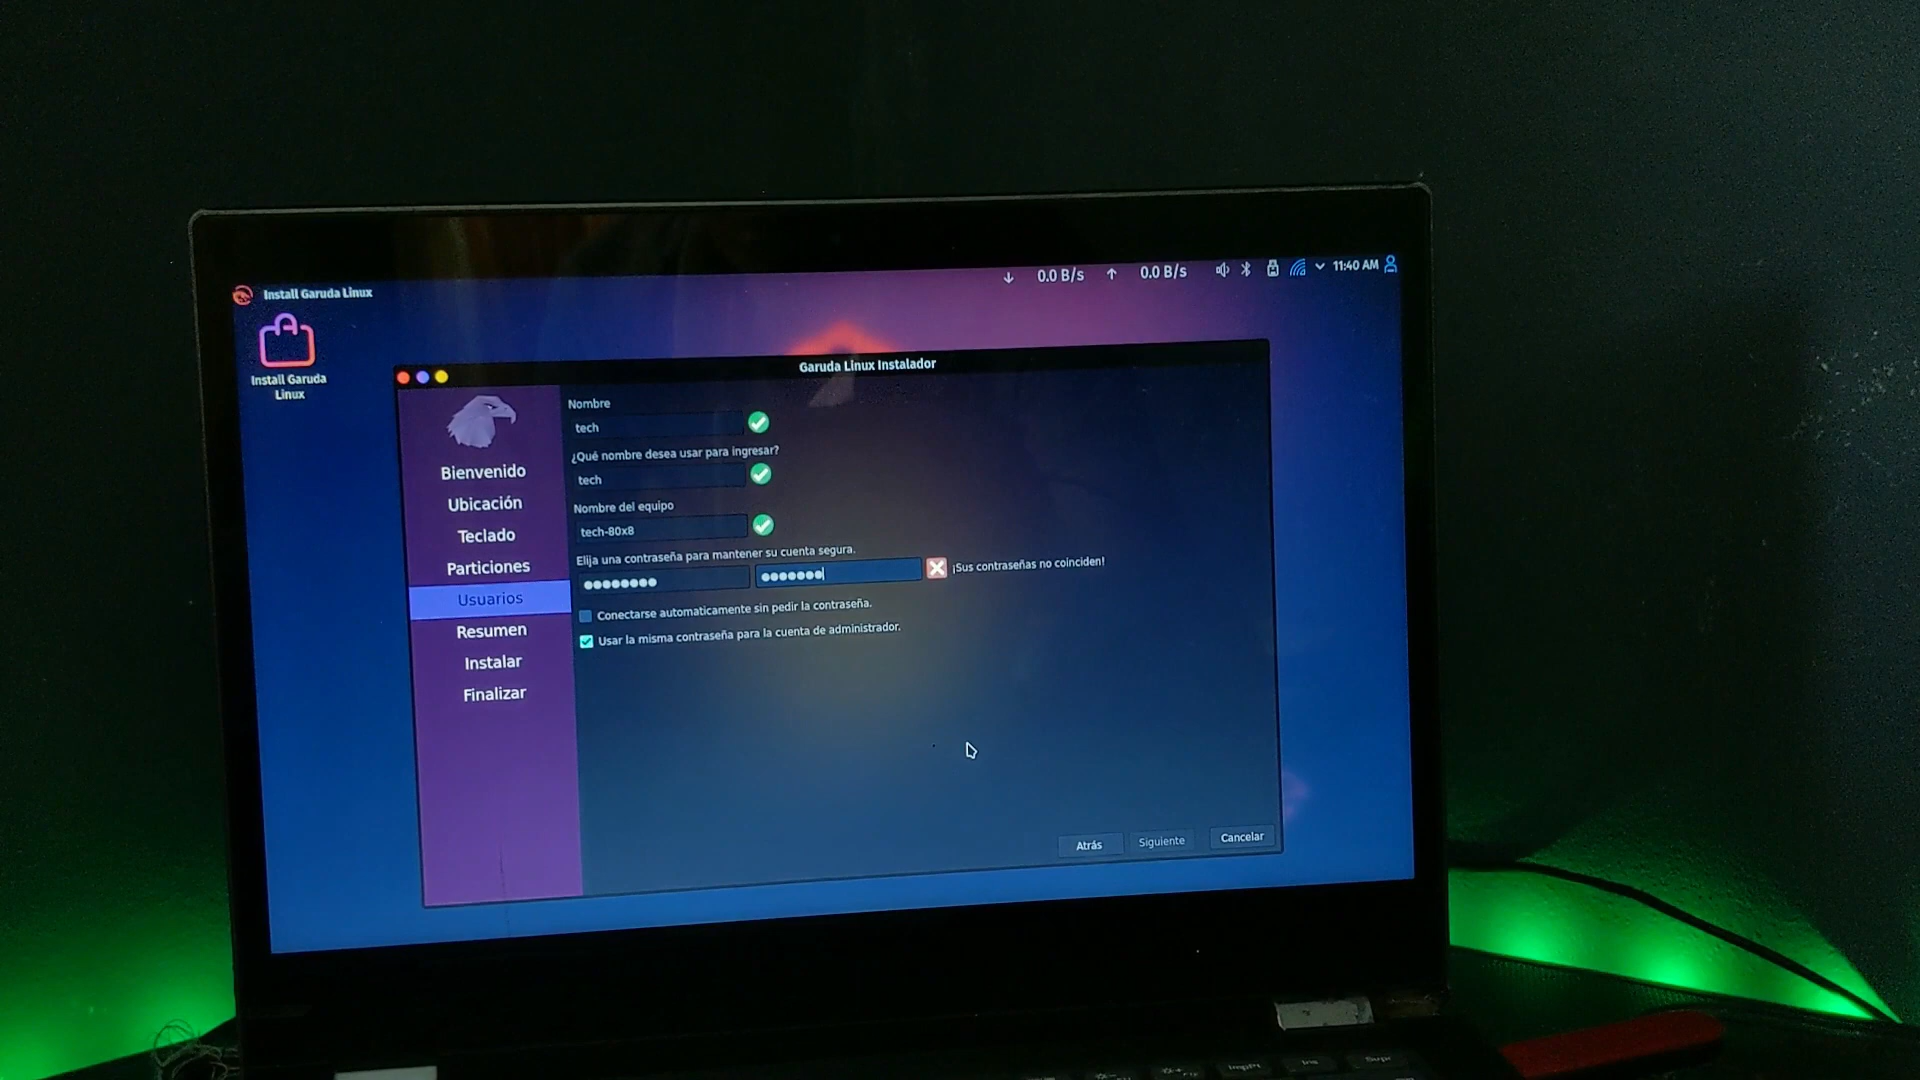 Install Garuda Linux
0.0 B/s
0.0 B/s
11:40 AM
Install Garuda
Linux
Garuda Linux Instalador
Bienvenido
Ubicación
Teclado
Particiones
Usuarios
Resumen
Instalar
Finalizar
Nombre
tech
¿Qué nombre desea usar para ingresar?
tech
Nombre del equipo
tech-80x8
Elija una contraseña para mantener su cuenta segura.
¡Sus contraseñas no coinciden!
Conectarse automaticamente sin pedir la contraseña.
Usar la misma contraseña para la cuenta de administrador.
Atrás
Siguiente
Cancelar
ImpPt
Ins
Supr